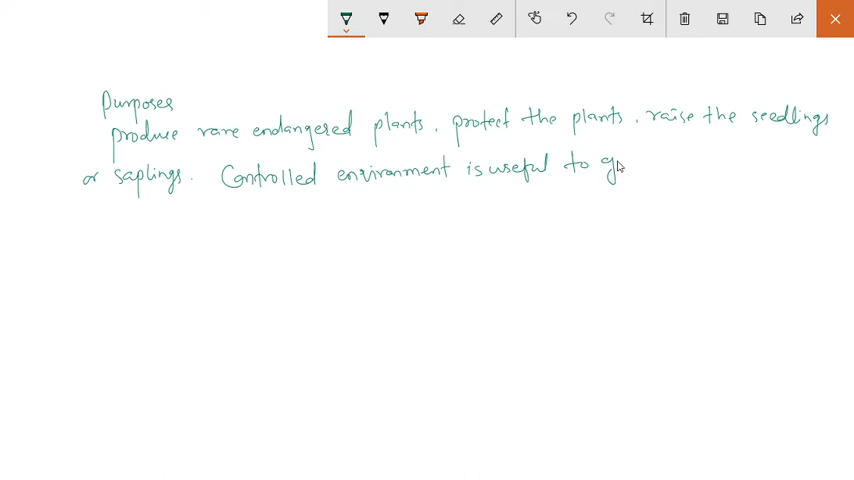 Purposes
produce rare endangered plants, protect the plants, raise the seedlings
or saplings. Controlled environment is useful to g